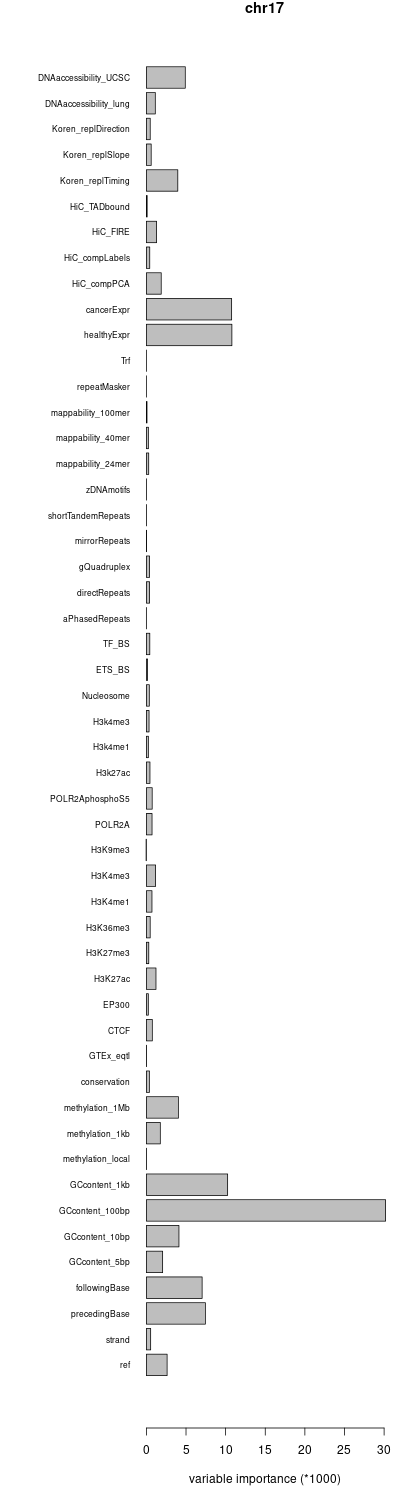 chr17
DNAaccessibility_UCSC
DNAaccessibility_lung
Koren_replDirection
Koren_replSlope
Koren_replTiming
HiC_TADbound
HiC_FIRE
HiC_compLabels
HiC_compPCA
cancerExpr
healthyExpr
Trf
repeatMasker
mappability_100mer
mappability_40mer
mappability_24mer
zDNAmotifs
shortTandemRepeats
mirrorRepeats
gQuadruplex
directRepeats
aPhasedRepeats
TF_BS
ETS_BS
Nucleosome
H3k4me3
H3k4me1
H3k27ac
POLR2AphosphoS5
POLR2A
H3K9me3
H3K4me3
H3K4me1
H3K36me3
H3K27me3
H3K27ac
EP300
CTCF
GTEx_eqtl
conservation
methylation_1Mb
methylation_1kb
methylation_local
GCcontent_1kb
GCcontent_100bp
GCcontent_10bp
GCcontent_5bp
followingBase
precedingBase
strand
ref
0 5 10 15 20 25 30
variable importance (*1000)